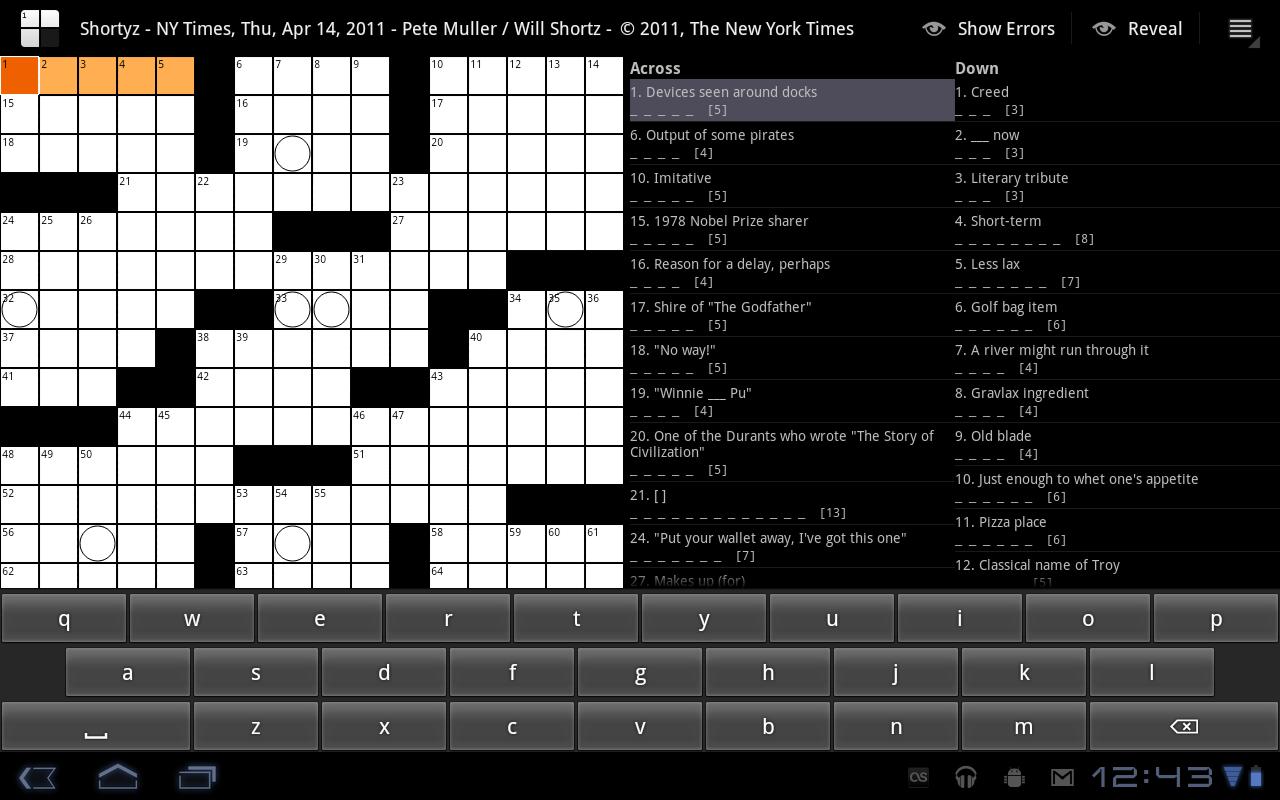 1
Shortyz - NY Times, Thu, Apr 14, 2011 - Pete Muller / Will Shortz - © 2011, The New York Times
Show Errors
Reveal
1 2 3 4 5 6 7 8 9 10 11 12 13 14
15 16 17
18 19 20
21 22 23
24 25 26 27
28 29 30 31
32 33 34 35 36
37 38 39 40
41 42 43
44 45 46 47
48 49 50 51
52 53 54 55
56 57 58 59 60 61
62 63 64
Across
1. Devices seen around docks
_ _ _ _ _ [5]
6. Output of some pirates
_ _ _ _ [4]
10. Imitative
_ _ _ _ _ [5]
15. 1978 Nobel Prize sharer
_ _ _ _ _ [5]
16. Reason for a delay, perhaps
_ _ _ _ [4]
17. Shire of "The Godfather"
_ _ _ _ _ [5]
18. "No way!"
_ _ _ _ _ [5]
19. "Winnie ___ Pu"
_ _ _ _ [4]
20. One of the Durants who wrote "The Story of
Civilization"
_ _ _ _ _ [5]
21. [ ]
_ _ _ _ _ _ _ _ _ _ _ _ _ [13]
24. "Put your wallet away, I've got this one"
_ _ _ _ _ _ _ [7]
27. Makes up (for)
Down
1. Creed
_ _ _ [3]
2. ___ now
_ _ _ [3]
3. Literary tribute
_ _ _ [3]
4. Short-term
_ _ _ _ _ _ _ _ [8]
5. Less lax
_ _ _ _ _ _ _ [7]
6. Golf bag item
_ _ _ _ _ _ [6]
7. A river might run through it
_ _ _ _ [4]
8. Gravlax ingredient
_ _ _ _ [4]
9. Old blade
_ _ _ _ [4]
10. Just enough to whet one's appetite
_ _ _ _ _ _ [6]
11. Pizza place
_ _ _ _ _ _ [6]
12. Classical name of Troy
[5]
q w e r t y u i o p
a s d f g h j k l
z x c v b n m
12:43